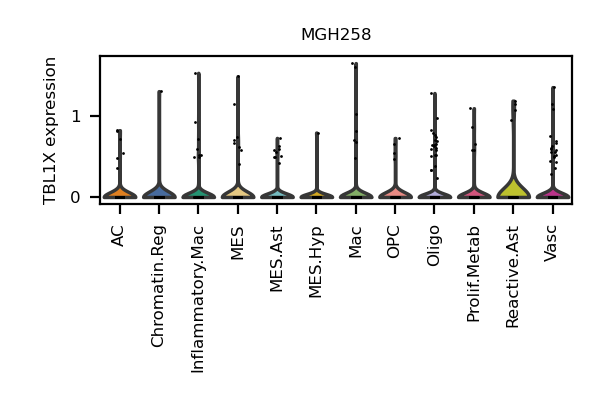 MGH258
TBL1X expression
1
0
AC
Chromatin.Reg
Inflammatory.Mac
MES
MES.Ast
MES.Hyp
Mac
OPC
Oligo
Prolif.Metab
Reactive.Ast
Vasc